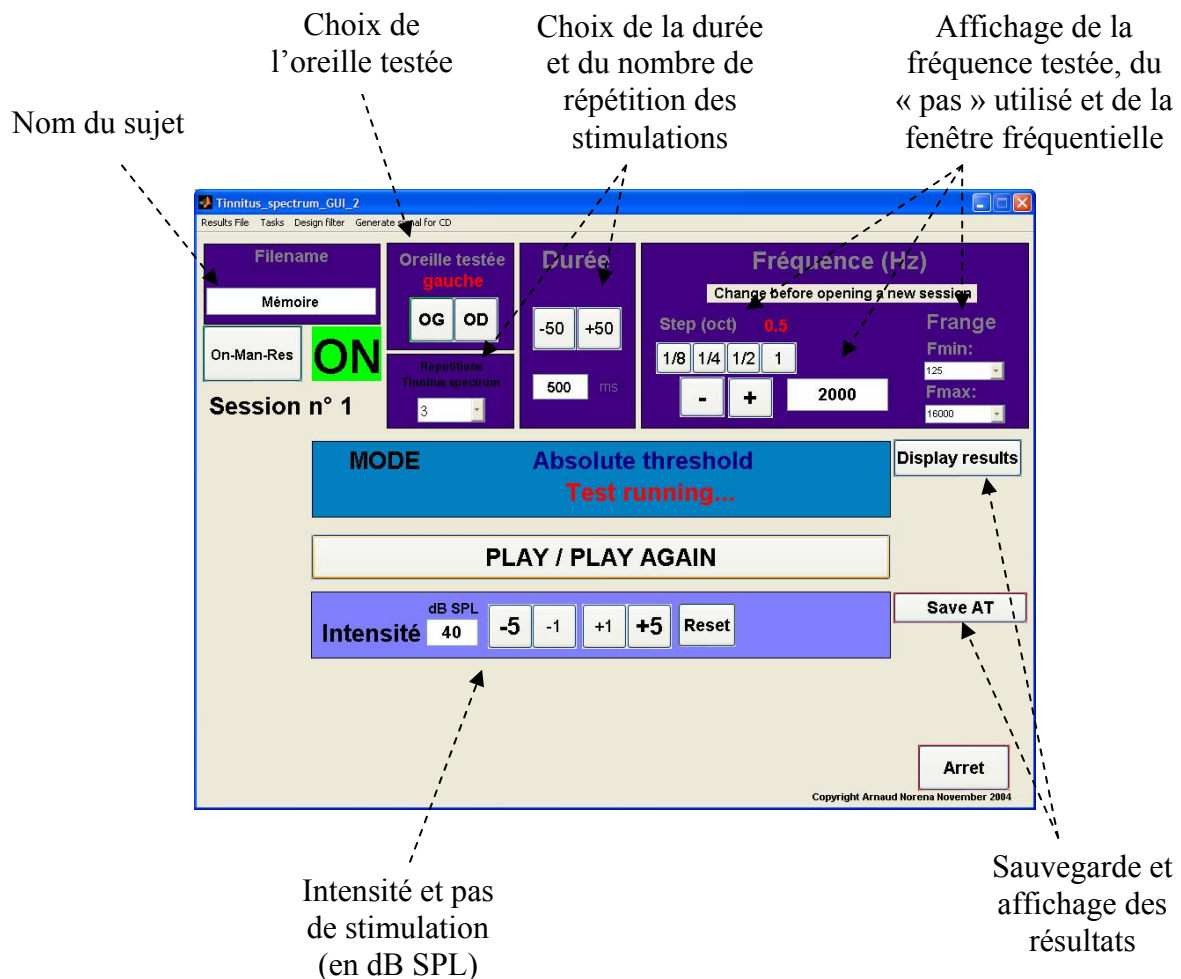 Choix de
l’oreille testée
Choix de la durée
et du nombre de
répétition des
stimulations
Affichage de la
fréquence testée, du
« pas » utilisé et de la
fenêtre fréquentielle
Nom du sujet
Tinnitus_spectrum_GUI_2
Results File Tasks Design filter Generate signal for CD
Filename
Mémoire
On-Man-Res
ON
Session n° 1
Oreille testée
gauche
OG OD
Repetitions
Tinnitus spectrum
3
Durée
-50 +50
500 ms
Fréquence (Hz)
Change before opening a new session
Step (oct) 0.5
1/8 1/4 1/2 1
- +
2000
Frange
Fmin:
125
Fmax:
16000
MODE Absolute threshold
Test running...
Display results
PLAY / PLAY AGAIN
Intensité
dB SPL
40
-5 -1 +1 +5 Reset
Save AT
Arret
Copyright Arnaud Norena November 2004
Intensité et pas
de stimulation
(en dB SPL)
Sauvegarde et
affichage des
résultats